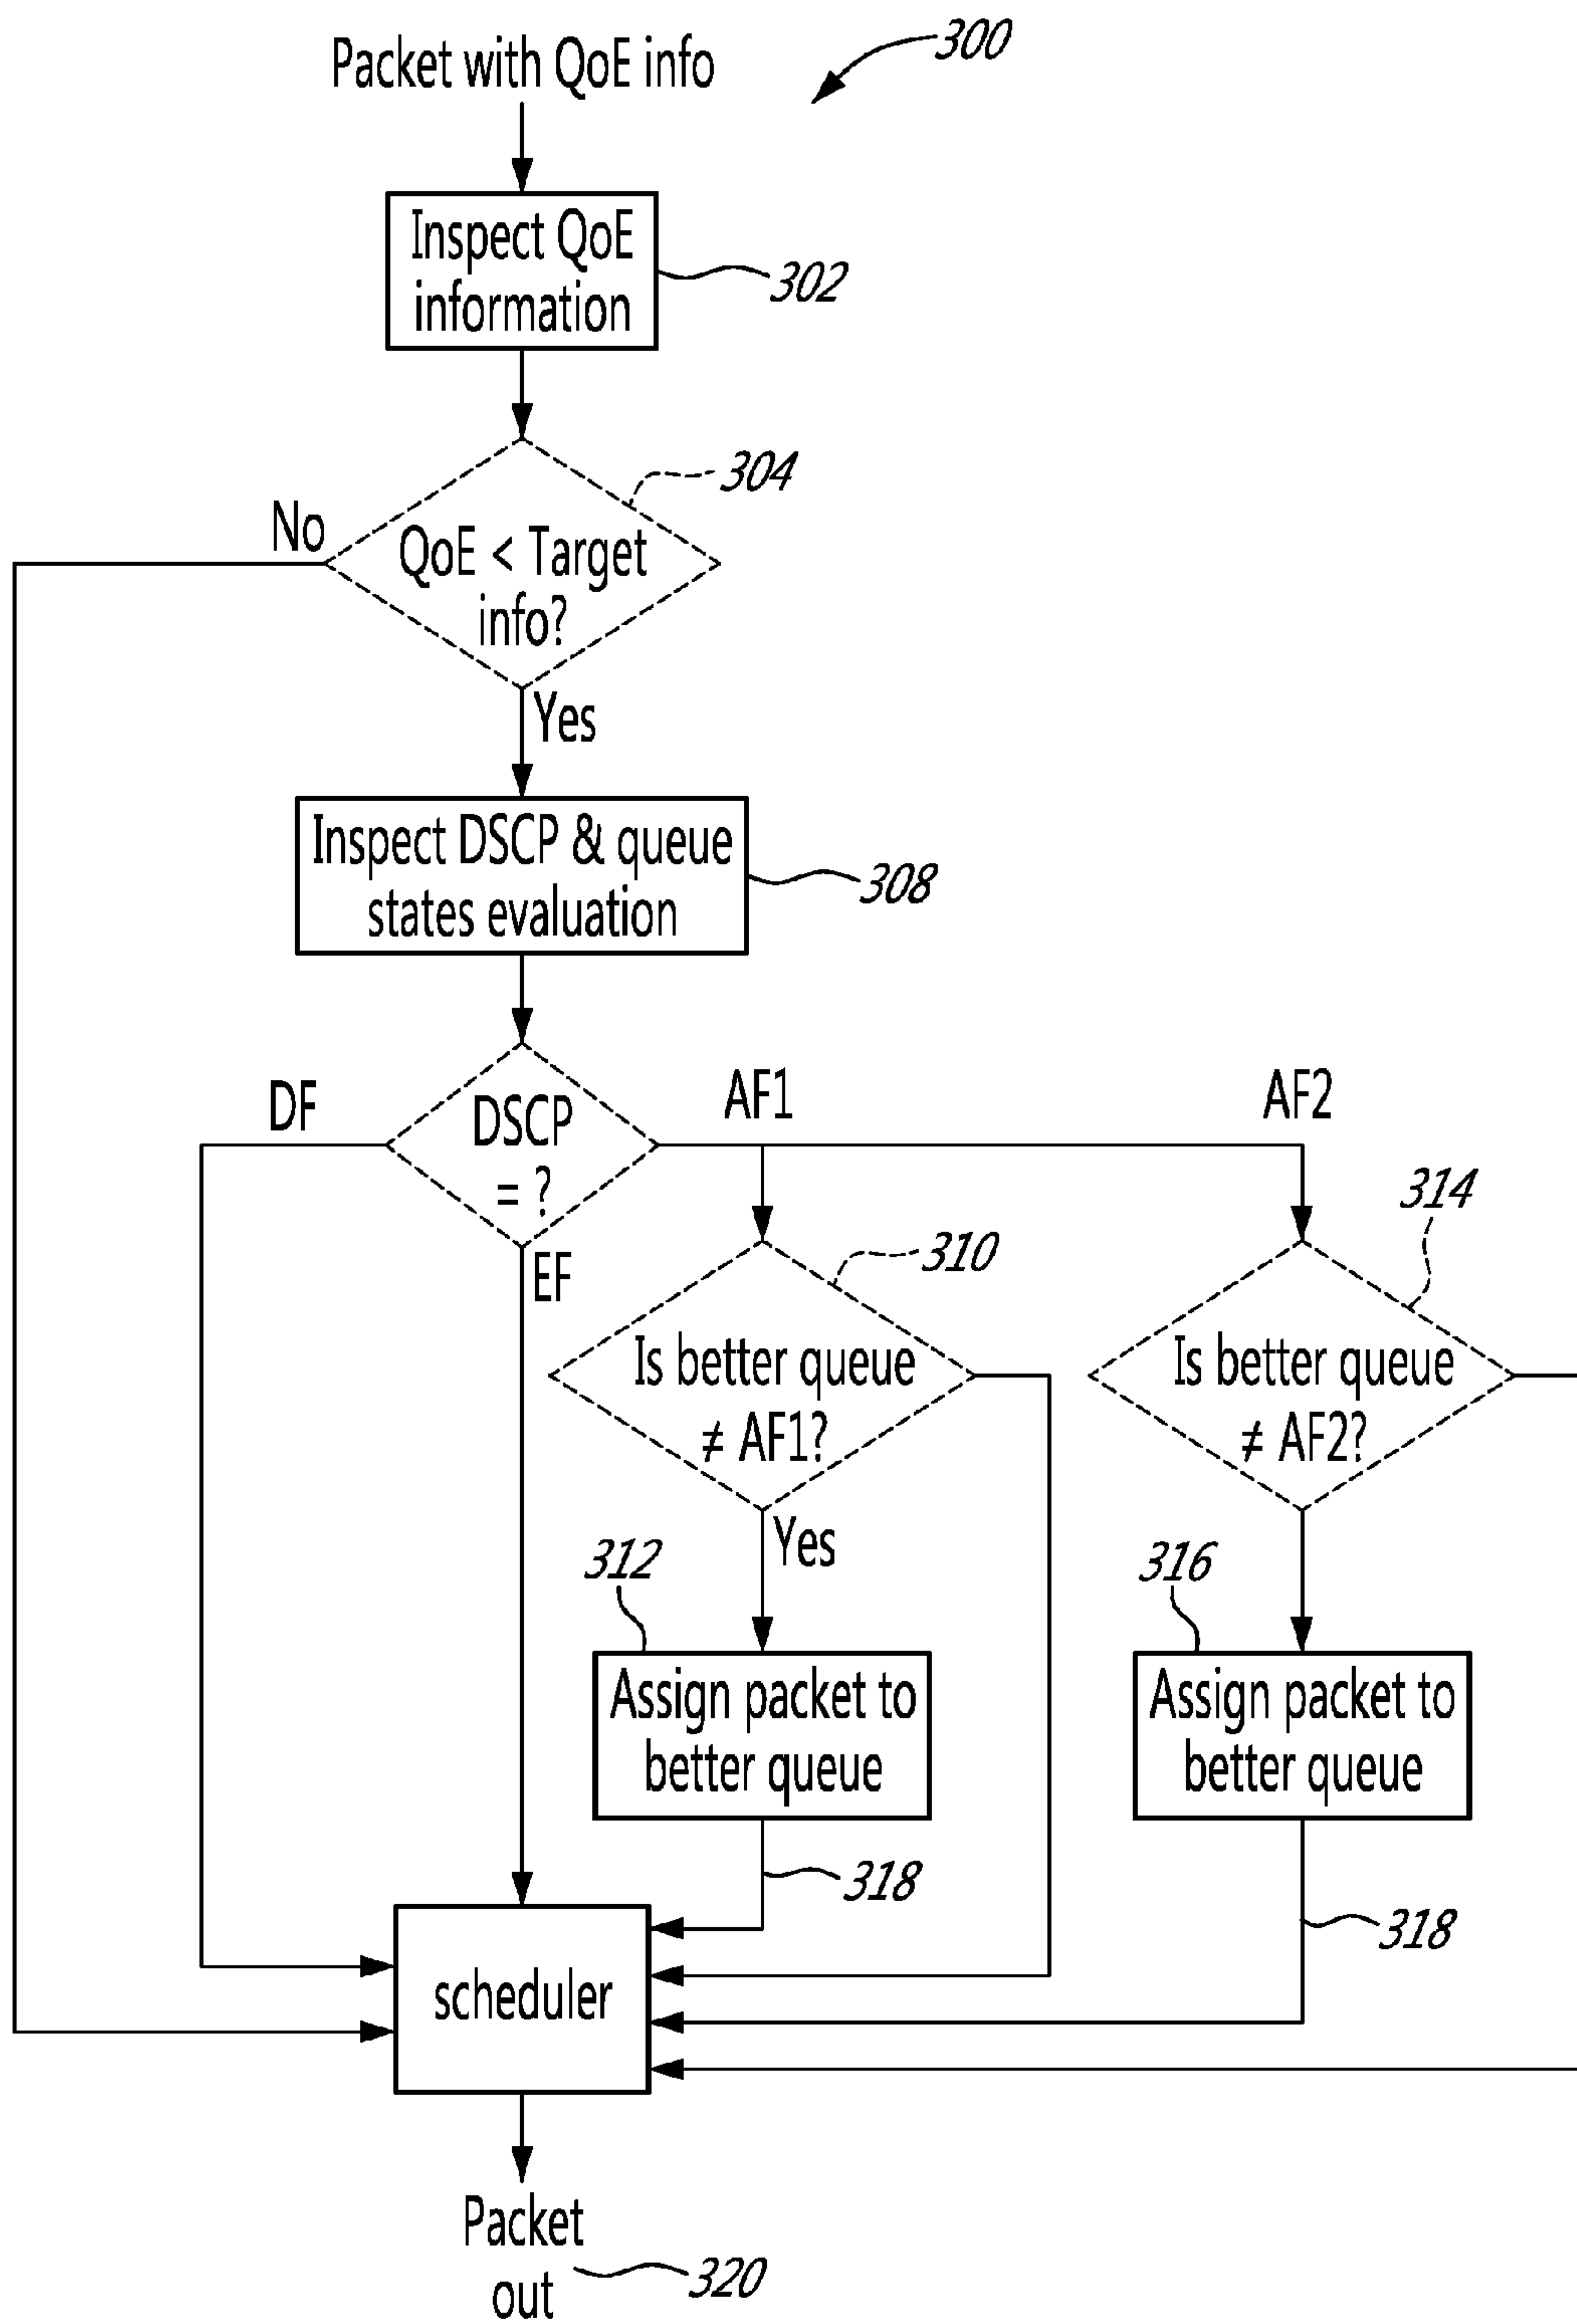 300
Packet with QoE info
Inspect QoE
information
302
304
No
QoE < Target
info?
Yes
Inspect DSCP & queue
states evaluation
308
DF
DSCP
= ?
AF1
AF2
EF
310
314
Is better queue
≠ AF1?
Is better queue
≠ AF2?
Yes
312
316
Assign packet to
better queue
Assign packet to
better queue
318
318
scheduler
Packet
out
320